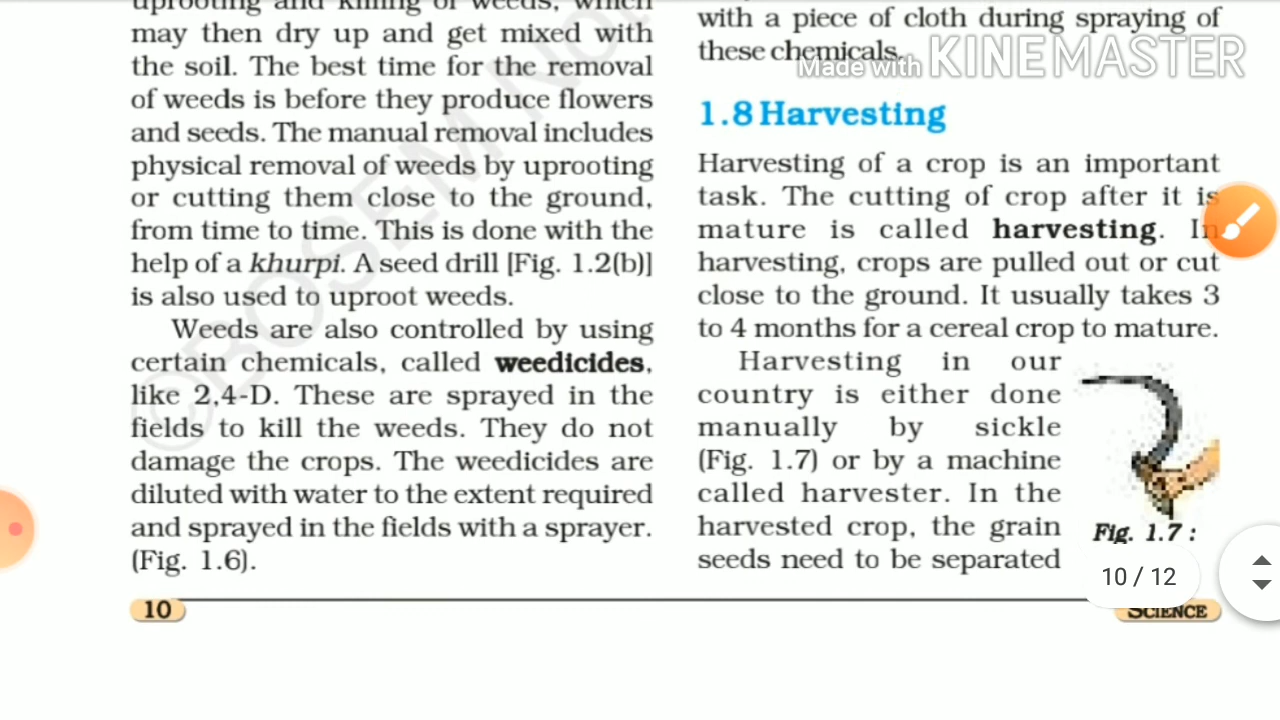 uprooting and killing of weeds, which
may then dry up and get mixed with
the soil. The best time for the removal
of weeds is before they produce flowers
and seeds. The manual removal includes
physical removal of weeds by uprooting
or cutting them close to the ground,
from time to time. This is done with the
help of a khurpi. A seed drill [Fig. 1.2(b)]
is also used to uproot weeds.
Weeds are also controlled by using
certain chemicals, called weedicides,
like 2,4-D. These are sprayed in the
fields to kill the weeds. They do not
damage the crops. The weedicides are
diluted with water to the extent required
and sprayed in the fields with a sprayer.
(Fig. 1.6).
with a piece of cloth during spraying of
these chemicals.
Made with KINEMASTER
1.8 Harvesting
Harvesting of a crop is an important
task. The cutting of crop after it is
mature is called harvesting. In
harvesting, crops are pulled out or cut
close to the ground. It usually takes 3
to 4 months for a cereal crop to mature.
Harvesting in our
country is either done
manually by sickle
(Fig. 1.7) or by a machine
called harvester. In the
harvested crop, the grain
seeds need to be separated
Fig. 1.7 :
10 / 12
10
SCIENCE
©BOSEM Not